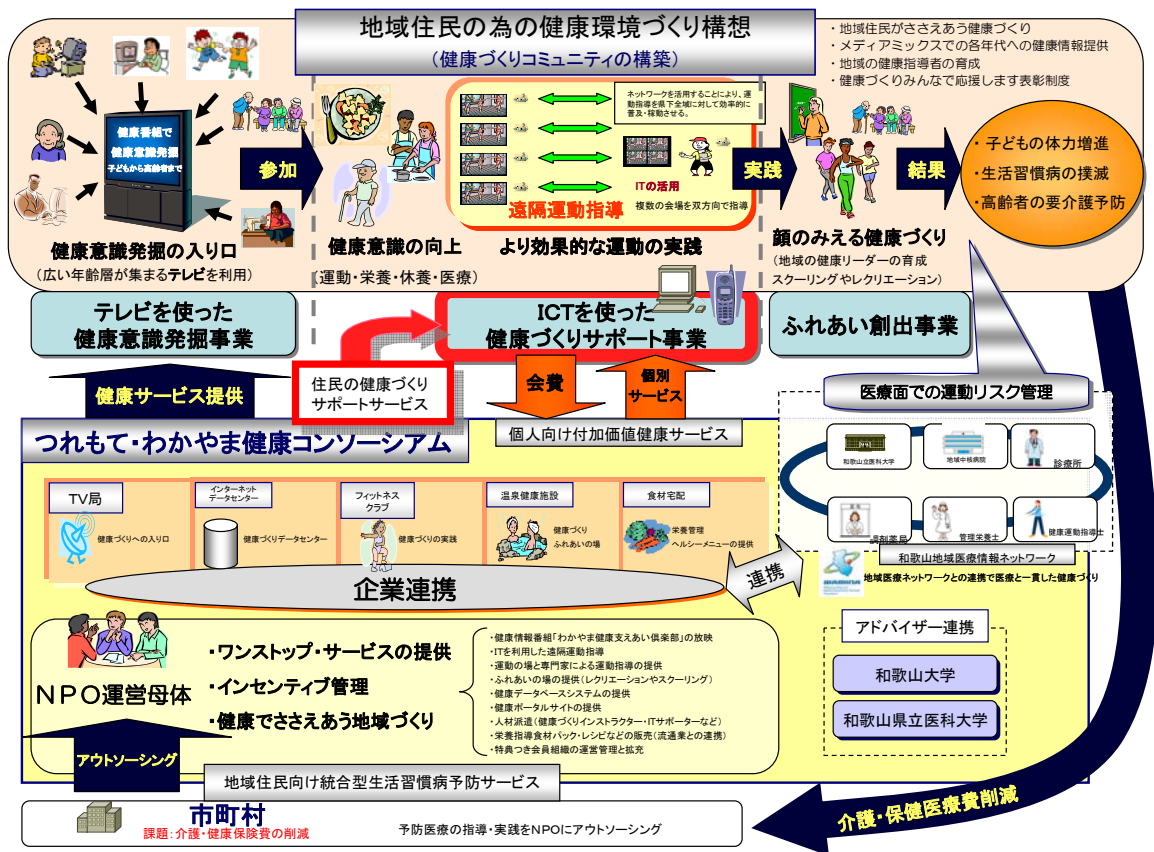 地域住民の為の健康環境づくり構想
(健康づくりコミュニティの構築)
・地域住民がささえあう健康づくり
・メディアミックスでの各年代への健康情報提供
・地域の健康指導者の育成
・健康づくりみんなで応援します表彰制度
健康番組で
健康意識発掘
子どもから高齢者まで
参加
健康意識発掘の入り口
(広い年齢層が集まるテレビを利用)
健康意識の向上
(運動・栄養・休養・医療)
ネットワークを活用することにより、運
動指導を県下全域に対して効率的に
普及・稼動させる。
ITの活用
遠隔運動指導
複数の会場を双方向で指導
より効果的な運動の実践
実践
顔のみえる健康づくり
(地域の健康リーダーの育成
スクーリングやレクリエーション)
結果
・子どもの体力増進
・生活習慣病の撲滅
・高齢者の要介護予防
テレビを使った
健康意識発掘事業
ICTを使った
健康づくりサポート事業
ふれあい創出事業
健康サービス提供
住民の健康づくり
サポートサービス
会費
個別
サービス
医療面での運動リスク管理
つれもて・わかやま健康コンソーシアム
個人向け付加価値健康サービス
和歌山立医科大学
地域中核病院
診療所
調剤薬局
管理栄養士
健康運動指導士
和歌山地域医療情報ネットワーク
地域医療ネットワークとの連携で医療と一貫した健康づくり
TV局
健康づくりへの入り口
インターネット
データセンター
健康づくりデータセンター
フィットネス
クラブ
健康づくりの実践
温泉健康施設
健康づくり
ふれあいの場
食材宅配
栄養管理
ヘルシーメニューの提供
企業連携
連携
NPO運営母体
・ワンストップ・サービスの提供
・インセンティブ管理
・健康でささえあう地域づくり
・健康情報番組「わかやま健康支えあい倶楽部」の放映
・ITを利用した遠隔運動指導
・運動の場と専門家による運動指導の提供
・ふれあいの場の提供(レクリエーションやスクーリング)
・健康データベースシステムの提供
・健康ポータルサイトの提供
・人材派遣(健康づくりインストラクター・ITサポーターなど)
・栄養指導食材パック・レシピなどの販売(流通業との連携)
・特典つき会員組織の運営管理と拡充
アドバイザー連携
和歌山大学
和歌山県立医科大学
アウトソーシング
地域住民向け統合型生活習慣病予防サービス
市町村
課題:介護・健康保険費の削減
予防医療の指導・実践をNPOにアウトソーシング
介護・保健医療費削減